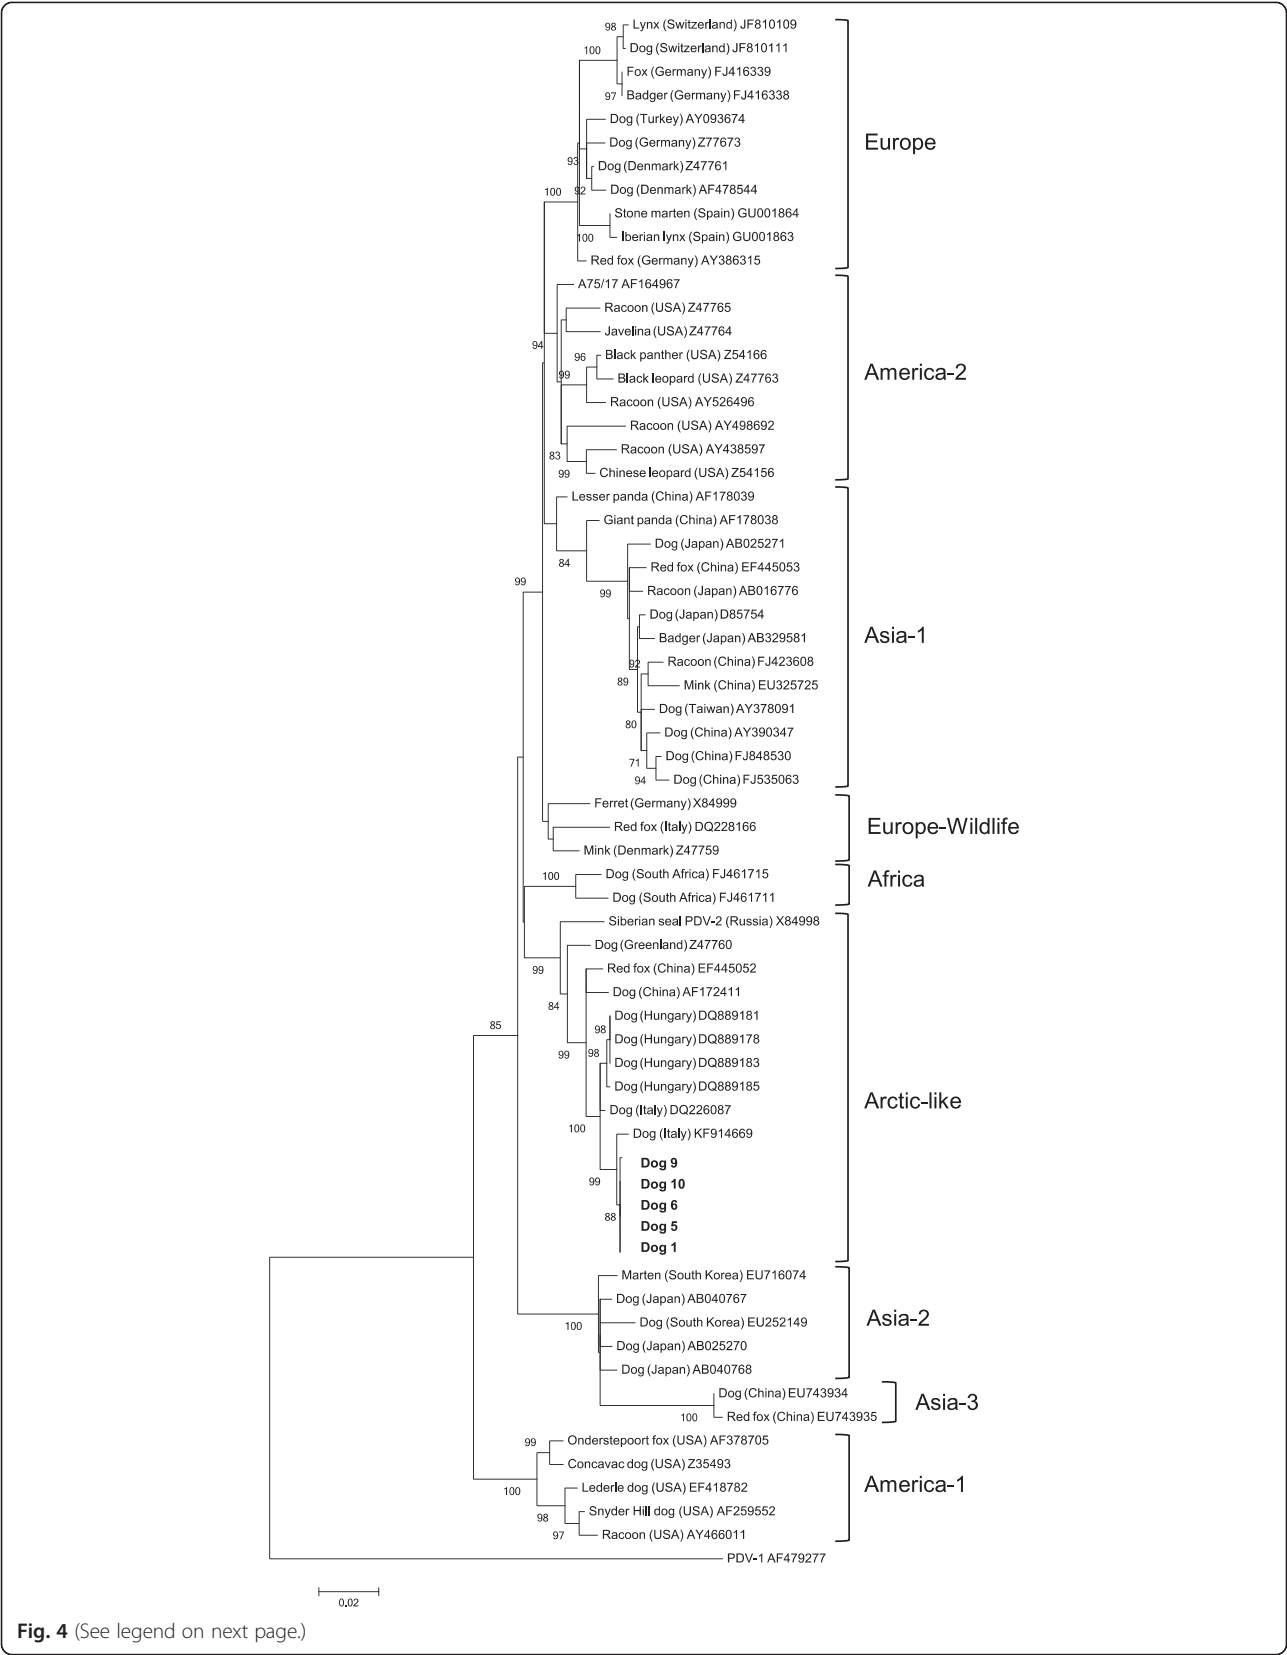 98
Lynx (Switzerland) JF810109
Dog (Switzerland) JF810111
100
Fox (Germany) FJ416339
97
Badger (Germany) FJ416338
Dog (Turkey) AY093674
Dog (Germany) Z77673
Europe
93
Dog (Denmark) Z47761
92
Dog (Denmark) AF478544
100
Stone marten (Spain) GU001864
100
Iberian lynx (Spain) GU001863
Red fox (Germany) AY386315
A75/17 AF164967
Racoon (USA) Z47765
Javelina (USA) Z47764
94
96
Black panther (USA) Z54166
99
Black leopard (USA) Z47763
America-2
Racoon (USA) AY526496
Racoon (USA) AY498692
83
Racoon (USA) AY438597
99
Chinese leopard (USA) Z54156
Lesser panda (China) AF178039
Giant panda (China) AF178038
Dog (Japan) AB025271
84
Red fox (China) EF445053
99
99
Racoon (Japan) AB016776
Dog (Japan) D85754
Badger (Japan) AB329581
Asia-1
92
Racoon (China) FJ423608
89
Mink (China) EU325725
Dog (Taiwan) AY378091
80
Dog (China) AY390347
71
Dog (China) FJ848530
94
Dog (China) FJ535063
Ferret (Germany) X84999
Red fox (Italy) DQ228166
Europe-Wildlife
Mink (Denmark) Z47759
100
Dog (South Africa) FJ461715
Africa
Dog (South Africa) FJ461711
Siberian seal PDV-2 (Russia) X84998
Dog (Greenland) Z47760
99
Red fox (China) EF445052
84
Dog (China) AF172411
Dog (Hungary) DQ889181
98
85
Dog (Hungary) DQ889178
99
98
Dog (Hungary) DQ889183
Dog (Hungary) DQ889185
Arctic-like
Dog (Italy) DQ226087
100
Dog (Italy) KF914669
Dog 9
99
Dog 10
Dog 6
88
Dog 5
Dog 1
Marten (South Korea) EU716074
Dog (Japan) AB040767
100
Dog (South Korea) EU252149
Asia-2
Dog (Japan) AB025270
Dog (Japan) AB040768
Dog (China) EU743934
Asia-3
100
Red fox (China) EU743935
99
Onderstepoort fox (USA) AF378705
Concavac dog (USA) Z35493
100
Lederle dog (USA) EF418782
America-1
98
Snyder Hill dog (USA) AF259552
97
Racoon (USA) AY466011
PDV-1 AF479277
0.02
Fig. 4 (See legend on next page.)